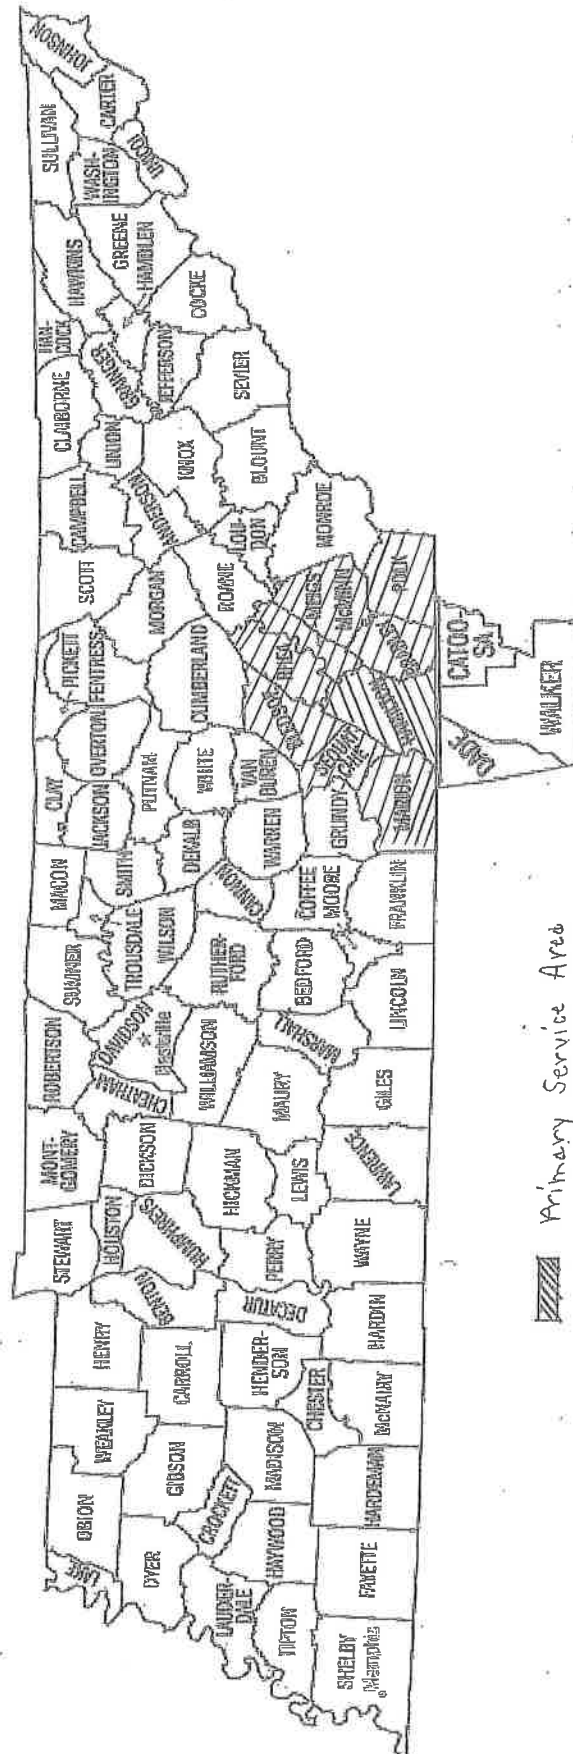 JOHNSON
SULLIVAN
CARTER
WASH-
INGTON
UNICOI
HAWKINS
GREENE
HAMBLEN
HAN-
COCK
COCKE
CLAIBORNE
GRAINGER
JEFFERSON
SEVIER
UNION
KNOX
BLOUNT
CAMPBELL
ANDERSON
LOU-
DON
MONROE
SCOTT
MORGAN
ROANE
MEIGS
MCMINN
POLK
PICKETT
FENTRESS
CUMBERLAND
RHEA
BRADLEY
BLEDSOE
HAMILTON
OVERTON
CLAY
JACKSON
PUTNAM
WHITE
VAN
BUREN
SEQUAT-
CHIE
MARION
GRUNDY
MACON
SMITH
DEKALB
WARREN
CANNON
COFFEE
MOORE
FRANKLIN
SUMNER
TROUSDALE
WILSON
RUTHER-
FORD
BEDFORD
LINCOLN
ROBERTSON
DAVIDSON
Nashville
CHEATHAM
WILLIAMSON
MARSHALL
MAURY
GILES
MONT-
GOMERY
DICKSON
HICKMAN
LEWIS
LAWRENCE
STEWART
HOUSTON
HUMPHREYS
PERRY
WAYNE
BENTON
DECATUR
HENRY
CARROLL
HENDER-
SON
CHESTER
HARDIN
MCNAIRY
WEAKLEY
GIBSON
MADISON
HARDEMAN
OBION
CROCKETT
HAYWOOD
FAYETTE
LAKE
DYER
LAUDER-
DALE
TIPTON
SHELBY
Memphis
CATOO-
SA
WALKER
DADE
Primary Service Area